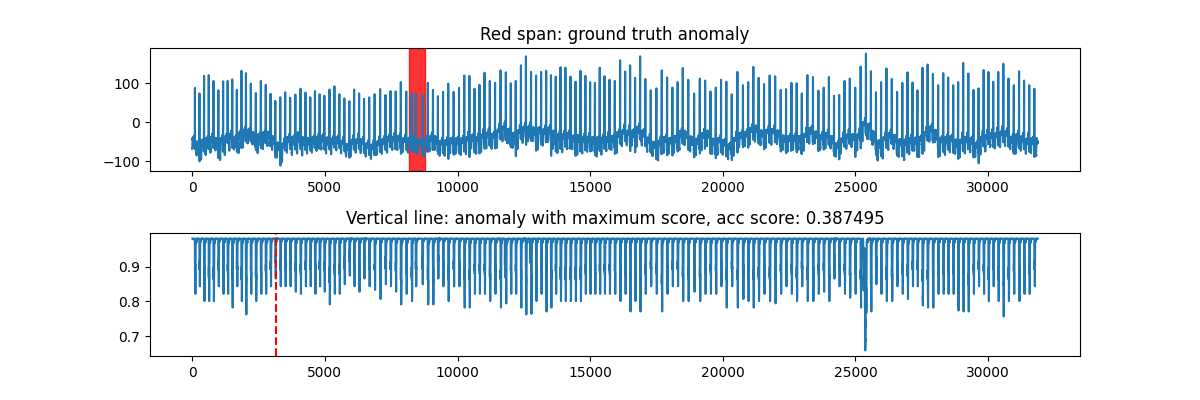 Red span: ground truth anomaly
100
0
−100
0 5000 10000 15000 20000 25000 30000
Vertical line: anomaly with maximum score, acc score: 0.387495
0.9
0.8
0.7
0 5000 10000 15000 20000 25000 30000